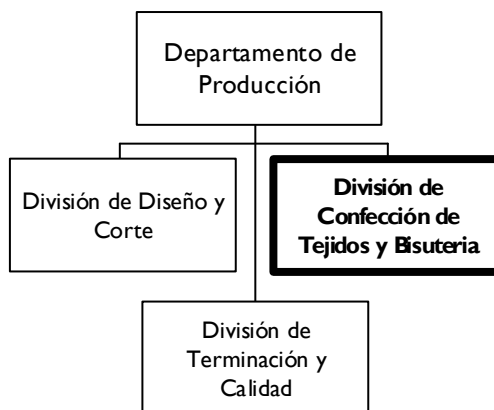 Departamento de
Producción
División de Diseño y
Corte
División de
Confección de
Tejidos y Bisuteria
División de
Terminación y
Calidad